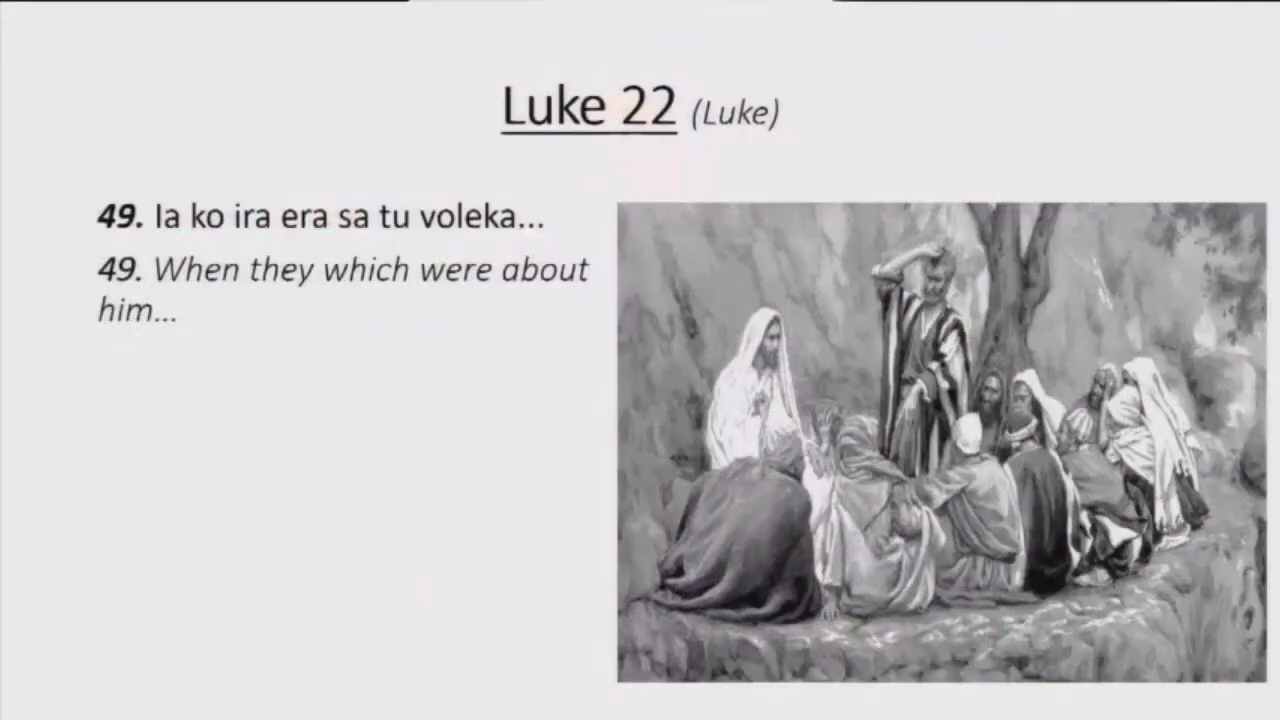 Luke 22 (Luke)
49. Ia ko ira era sa tu voleka...
49. When they which were about
him...